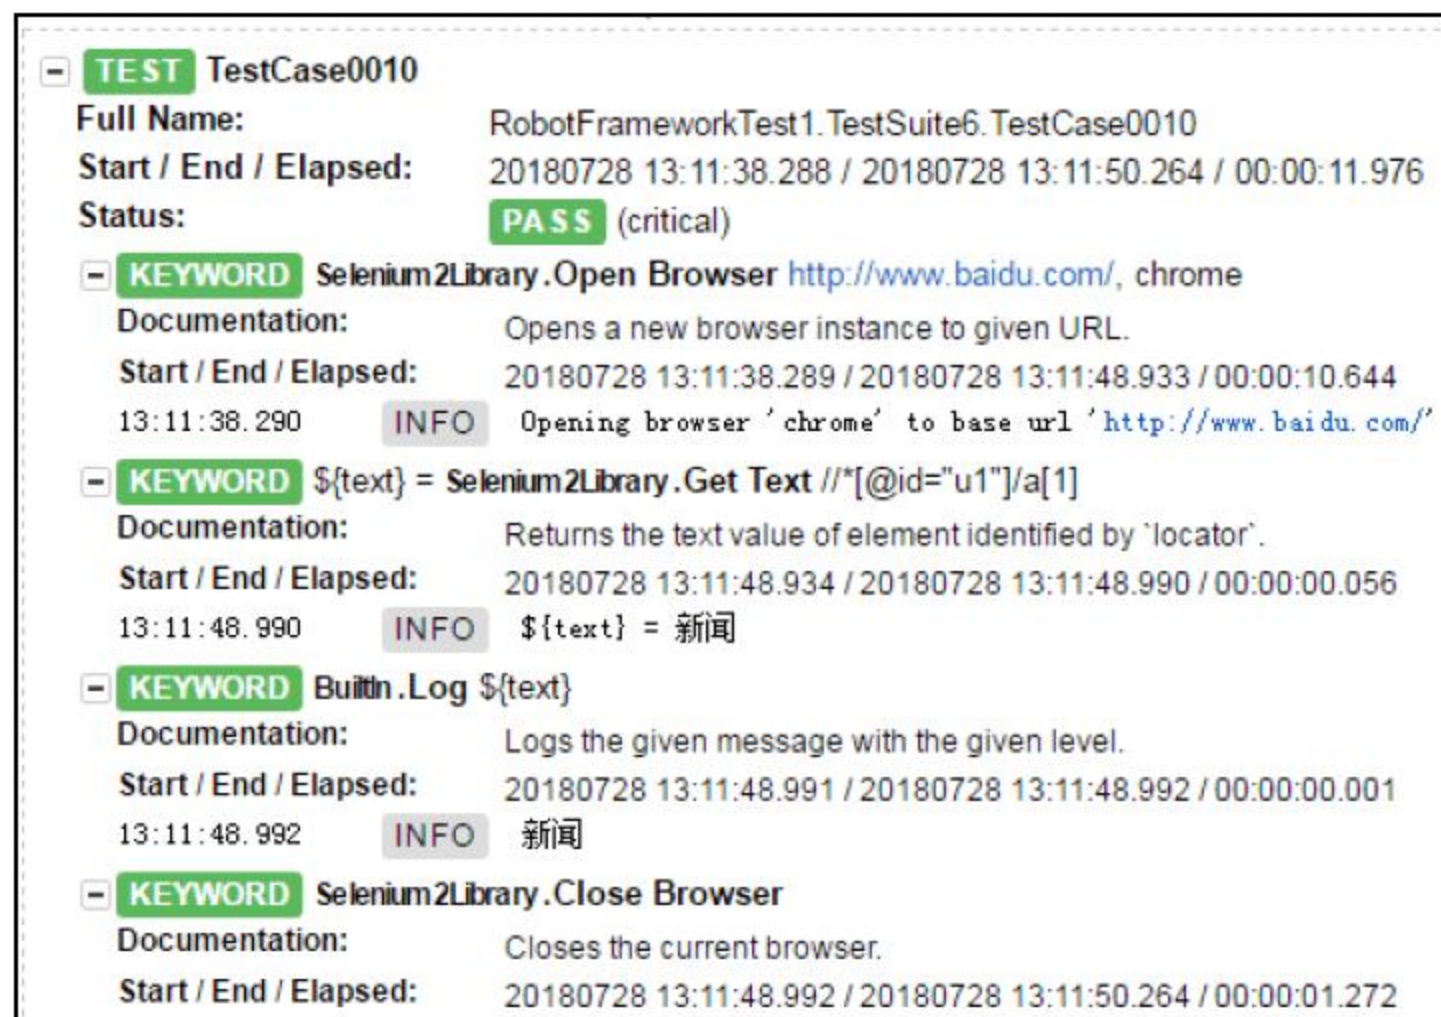 TEST TestCase0010
Full Name: RobotFrameworkTest1.TestSuite6.TestCase0010
Start / End / Elapsed: 20180728 13:11:38.288 / 20180728 13:11:50.264 / 00:00:11.976
Status: PASS (critical)
KEYWORD Selenium2Library.Open Browser http://www.baidu.com/, chrome
Documentation: Opens a new browser instance to given URL.
Start / End / Elapsed: 20180728 13:11:38.289 / 20180728 13:11:48.933 / 00:00:10.644
13:11:38.290 INFO Opening browser 'chrome' to base url 'http://www.baidu.com/'
KEYWORD ${text} = Selenium2Library.Get Text //*[@id="u1"]/a[1]
Documentation: Returns the text value of element identified by `locator`.
Start / End / Elapsed: 20180728 13:11:48.934 / 20180728 13:11:48.990 / 00:00:00.056
13:11:48.990 INFO ${text} = 新闻
KEYWORD BuiltIn.Log ${text}
Documentation: Logs the given message with the given level.
Start / End / Elapsed: 20180728 13:11:48.991 / 20180728 13:11:48.992 / 00:00:00.001
13:11:48.992 INFO 新闻
KEYWORD Selenium2Library.Close Browser
Documentation: Closes the current browser.
Start / End / Elapsed: 20180728 13:11:48.992 / 20180728 13:11:50.264 / 00:00:01.272